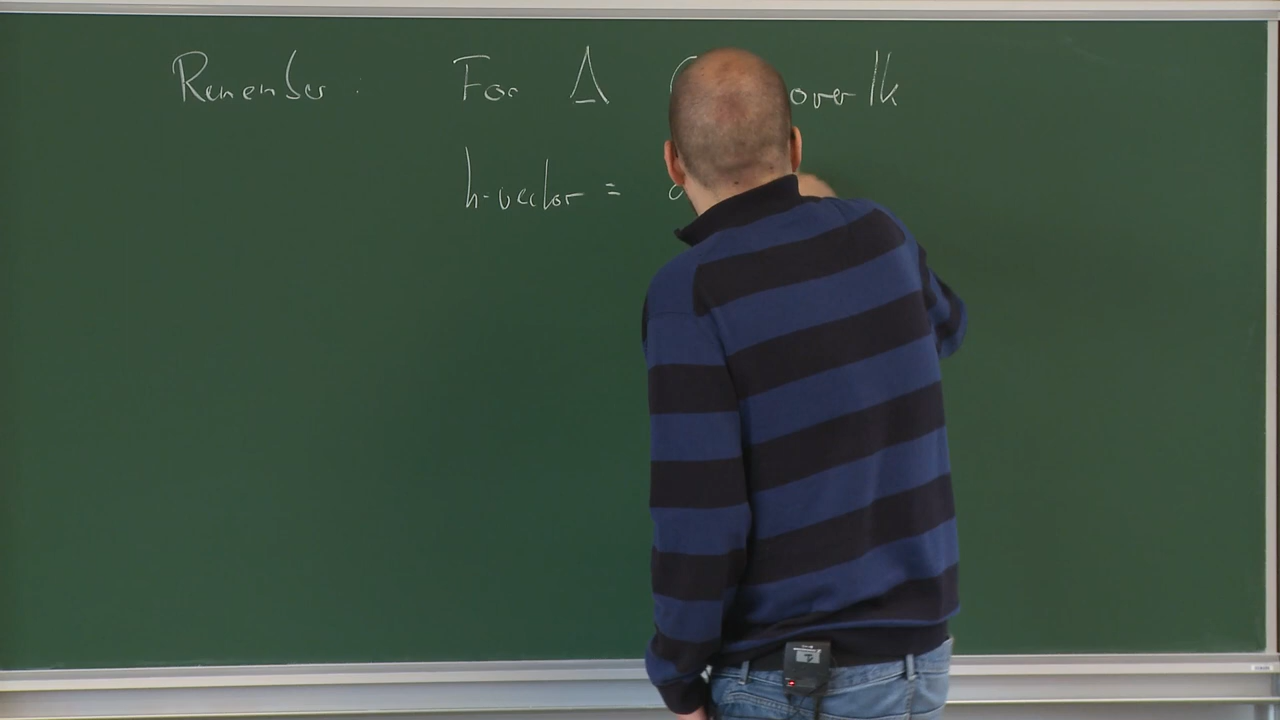 Remember: For Δ over 𝕜
h-vector =